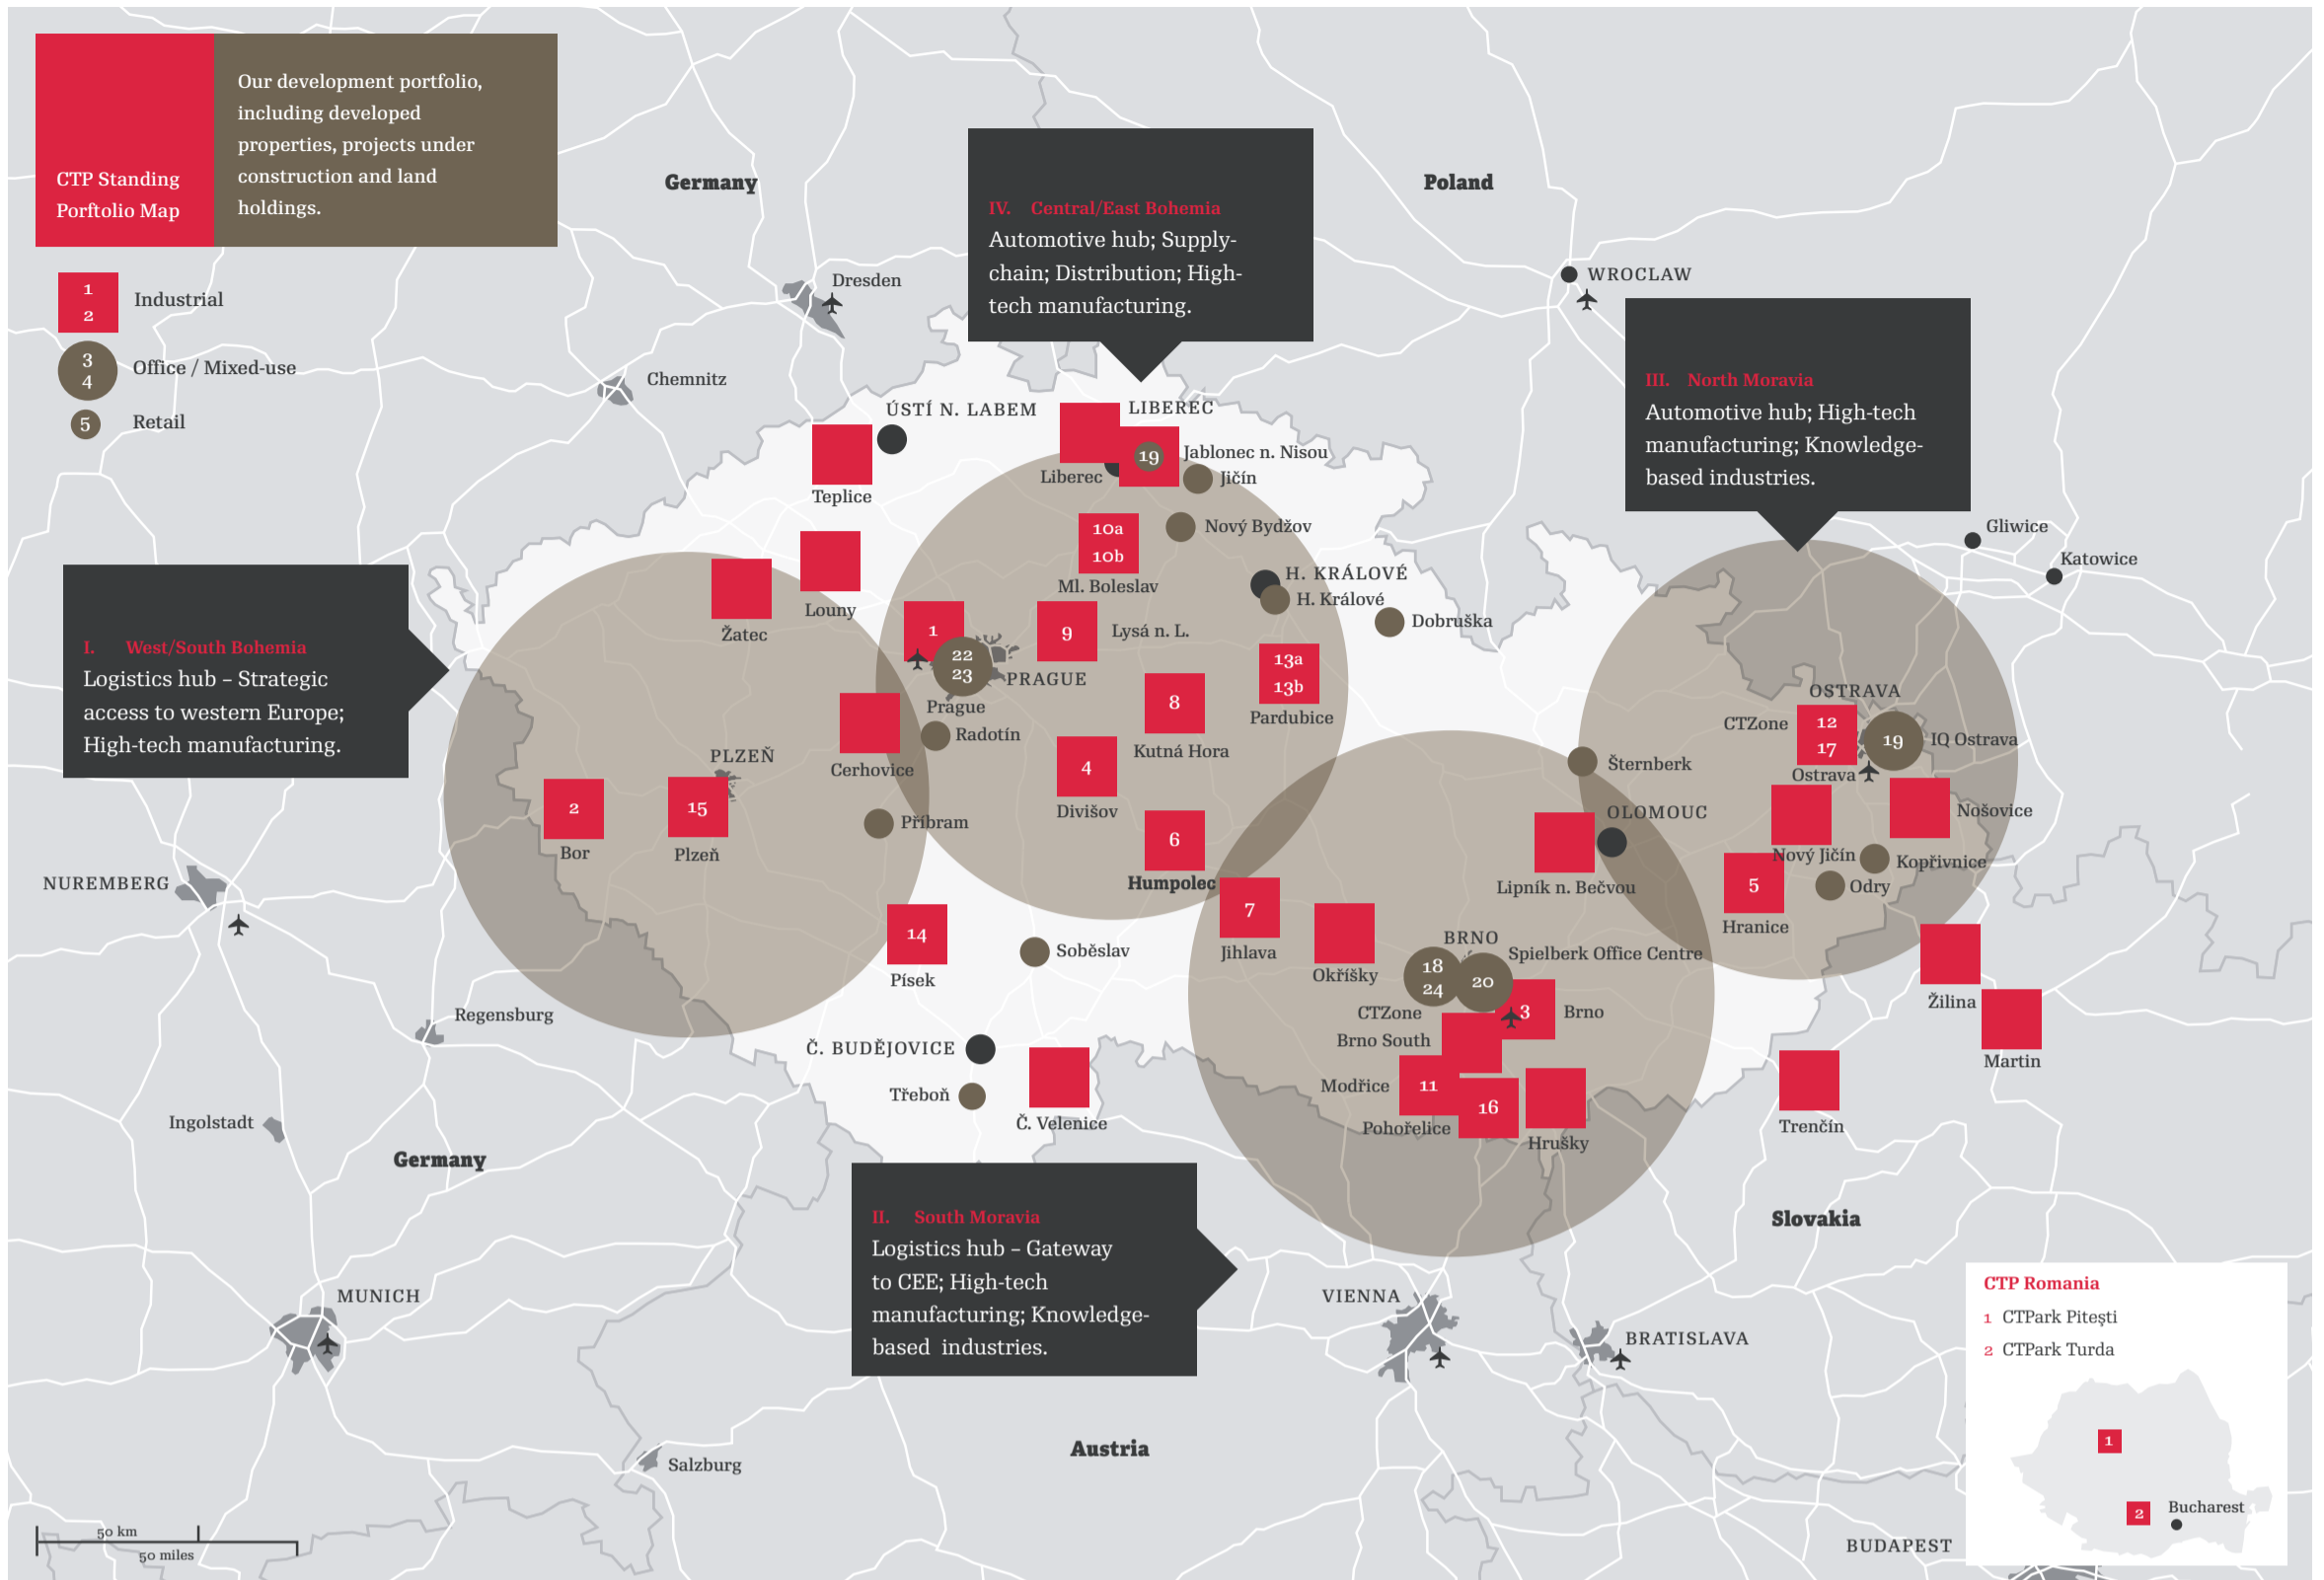 CTP Standing
Porftolio Map
Our development portfolio,
including developed
properties, projects under
construction and land
holdings.
1
2
Industrial
3
4
Office / Mixed-use
5
Retail
Germany
Poland
IV. Central/East Bohemia
Automotive hub; Supply-
chain; Distribution; High-
tech manufacturing.
Dresden
WROCLAW
III. North Moravia
Automotive hub; High-tech
manufacturing; Knowledge-
based industries.
Chemnitz
ÚSTÍ N. LABEM
LIBEREC
19
Jablonec n. Nisou
Liberec
Jičín
Teplice
10a
10b
Nový Bydžov
Ml. Boleslav
Gliwice
Katowice
H. KRÁLOVÉ
H. Králové
Dobruška
Louny
Žatec
I. West/South Bohemia
Logistics hub – Strategic
access to western Europe;
High-tech manufacturing.
1
22
23
PRAGUE
Prague
9
Lysá n. L.
13a
13b
Pardubice
8
Kutná Hora
Radotín
Cerhovice
4
Divišov
PLZEŇ
2
Bor
15
Plzeň
Příbram
6
Humpolec
OSTRAVA
CTZone
12
17
19
IQ Ostrava
Ostrava
Šternberk
OLOMOUC
Lipník n. Bečvou
Nošovice
Nový Jičín
Kopřivnice
5
Odry
Hranice
NUREMBERG
14
Písek
Soběslav
7
Jihlava
Okříšky
BRNO
Spielberk Office Centre
18
24
20
CTZone
3
Brno
Brno South
Modřice
11
16
Pohořelice
Hrušky
Žilina
Martin
Trenčín
Regensburg
Č. BUDĚJOVICE
Třeboň
Č. Velenice
Ingolstadt
Germany
II. South Moravia
Logistics hub – Gateway
to CEE; High-tech
manufacturing; Knowledge-
based industries.
Slovakia
MUNICH
VIENNA
BRATISLAVA
Austria
Salzburg
50 km
50 miles
BUDAPEST
CTP Romania
1 CTPark Piteşti
2 CTPark Turda
1
2
Bucharest